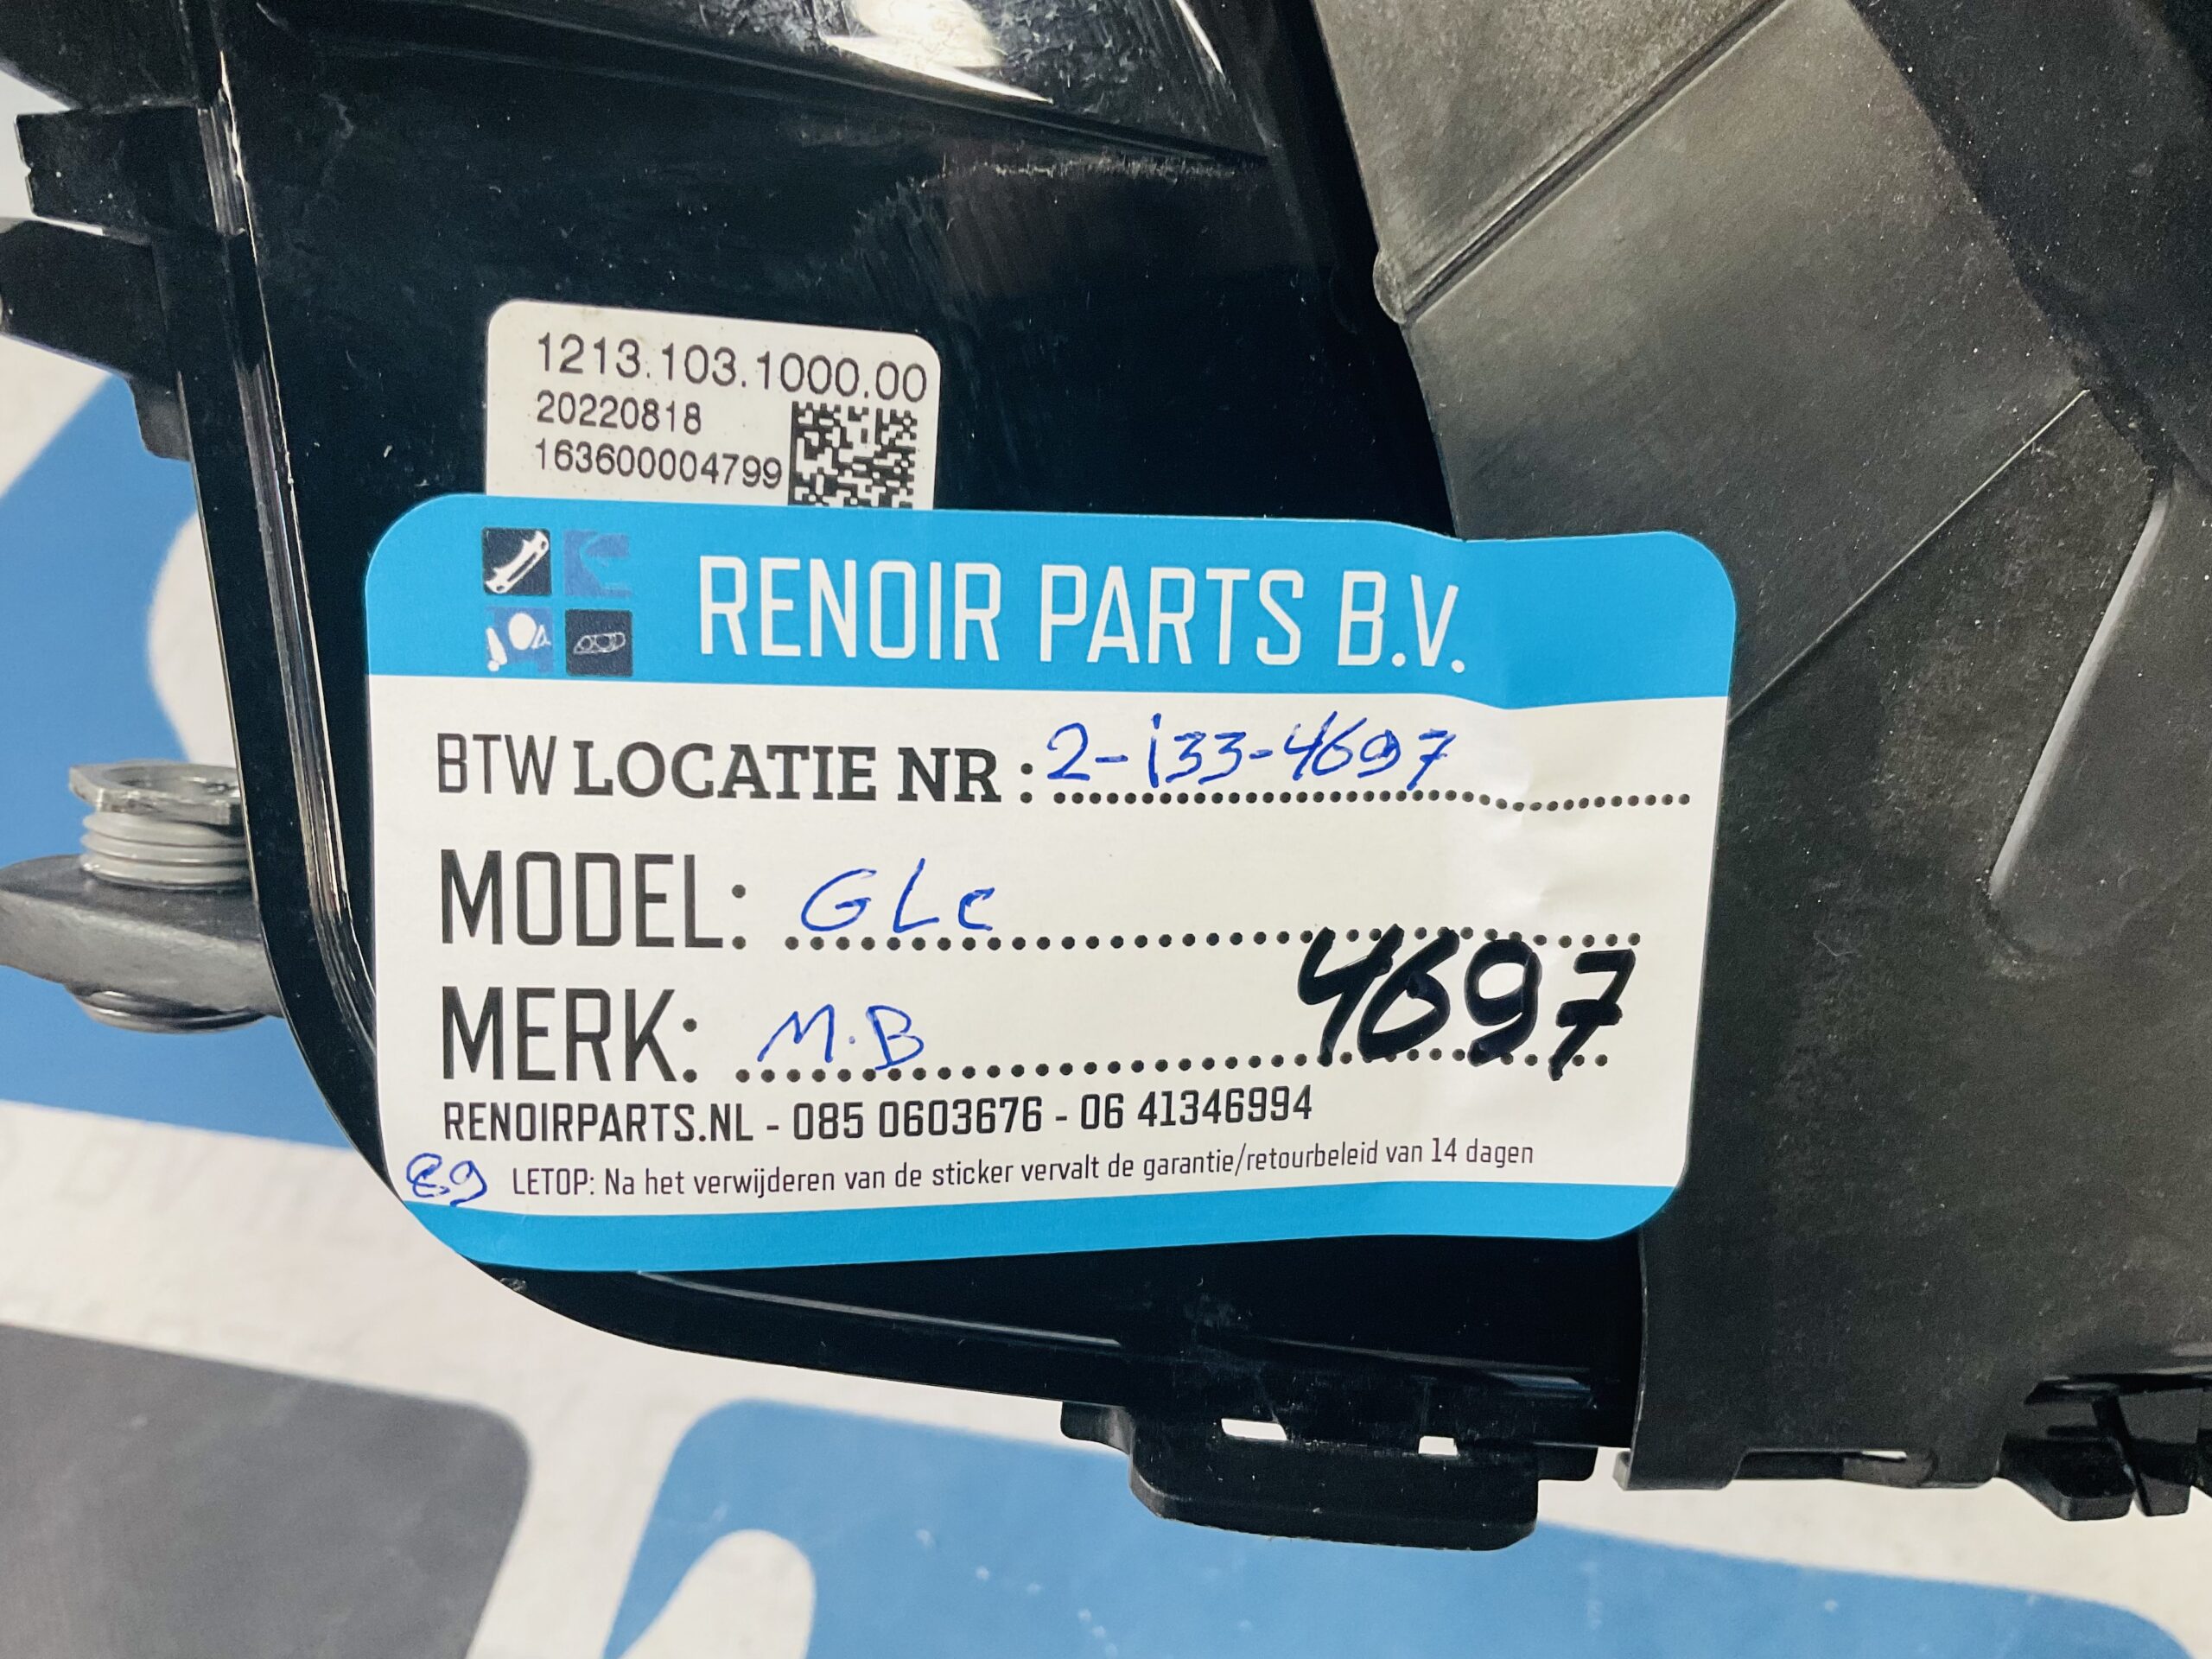 1213.103.1000.00
20220818
163600004799
RENOIR PARTS B.V.
BTW LOCATIE NR : 2-i33-4697
MODEL: GLC
4697
MERK: M.B
RENOIRPARTS.NL - 085 0603676 - 06 41346994
LETOP: Na het verwijderen van de sticker vervalt de garantie/retourbeleid van 14 dagen